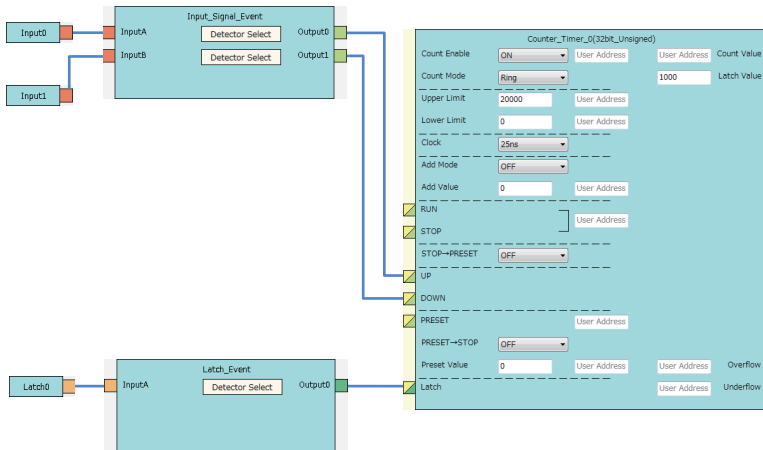 Input_Signal_Event
Input0
InputA
Detector Select
Output0
InputB
Detector Select
Output1
Input1
Counter_Timer_0(32bit_Unsigned)
Count Enable
ON
User Address
User Address
Count Value
Count Mode
Ring
1000
Latch Value
Upper Limit
20000
User Address
Lower Limit
0
User Address
Clock
25ns
Add Mode
OFF
Add Value
0
User Address
RUN
User Address
STOP
STOP→PRESET
OFF
UP
DOWN
PRESET
User Address
PRESET→STOP
OFF
Preset Value
0
User Address
User Address
Overflow
Latch
User Address
Underflow
Latch_Event
Latch0
InputA
Detector Select
Output0